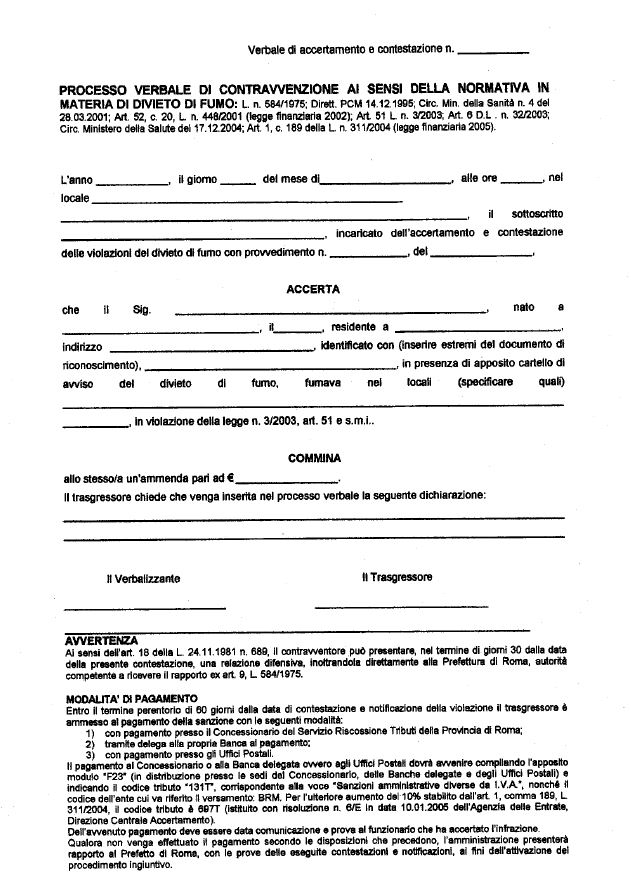 Verbale di accertamento e contestazione n. ____________
PROCESSO VERBALE DI CONTRAVVENZIONE AI SENSI DELLA NORMATIVA IN
MATERIA DI DIVIETO DI FUMO: L. n. 584/1975; Dirett. PCM 14.12.1995; Circ. Min. della Sanità n. 4 del
28.03.2001; Art. 52, c. 20, L. n. 448/2001 (legge finanziaria 2002); Art. 51 L. n. 3/2003; Art. 6 D.L . n. 32/2003;
Circ. Ministero della Salute del 17.12.2004; Art. 1, c. 189 della L. n. 311/2004 (legge finanziaria 2005).
L'anno ____________, il giorno ______ del mese di______________________, alle ore _______, nel
locale ____________________________________________________
____________________________________________________________________, il sottoscritto
____________________________________________, incaricato dell'accertamento e contestazione
delle violazioni del divieto di fumo con provvedimento n. _____________, del _________________,
ACCERTA
che il Sig. ____________________________________________________, nato a
_________________________________, il________, residente a ____________________________,
indirizzo __________________________________, identificato con (inserire estremi del documento di
riconoscimento), __________________________________________, in presenza di apposito cartello di
avviso del divieto di fumo, fumava nei locali (specificare quali)
____________________________________________________________________________________
___________, in violazione della legge n. 3/2003, art. 51 e s.m.i..
COMMINA
allo stesso/a un'ammenda pari ad €_________________.
Il trasgressore chiede che venga inserita nel processo verbale la seguente dichiarazione:
____________________________________________________________________________________
____________________________________________________________________________________
Il Verbalizzante Il Trasgressore
___________________________ _________________________________
AVVERTENZA
Ai sensi dell'art. 18 della L. 24.11.1981 n. 689, il contravventore può presentare, nel termine di giorni 30 dalla data
della presente contestazione, una relazione difensiva, inoltrandola direttamente alla Prefettura di Roma, autorità
competente a ricevere il rapporto ex art. 9, L. 584/1975.
MODALITA' DI PAGAMENTO
Entro il termine perentorio di 60 giorni dalla data di contestazione e notificazione della violazione il trasgressore è
ammesso al pagamento della sanzione con le seguenti modalità:
1) con pagamento presso il Concessionario del Servizio Riscossione Tributi della Provincia di Roma;
2) tramite delega alla propria Banca al pagamento;
3) con pagamento presso gli Uffici Postali.
Il pagamento al Concessionario o alla Banca delegata ovvero agli Uffici Postali dovrà avvenire compilando l'apposito
modulo "F23" (in distribuzione presso le sedi del Concessionario, delle Banche delegate e degli Uffici Postali) e
indicando il codice tributo "131T", corrispondente alla voce "Sanzioni amministrative diverse da I.V.A.", nonché il
codice dell'ente cui va riferito il versamento: BRM. Per l'ulteriore aumento del 10% stabilito dall'art. 1, comma 189, L.
311/2004, il codice tributo è 697T (istituito con risoluzione n. 6/E in data 10.01.2005 dell'Agenzia delle Entrate,
Direzione Centrale Accertamento).
Dell'avvenuto pagamento deve essere data comunicazione e prova al funzionario che ha accertato l'infrazione.
Qualora non venga effettuato il pagamento secondo le disposizioni che precedono, l'amministrazione presenterà
rapporto al Prefetto di Roma, con le prove delle eseguite contestazioni e notificazioni, ai fini dell'attivazione del
procedimento ingiuntivo.